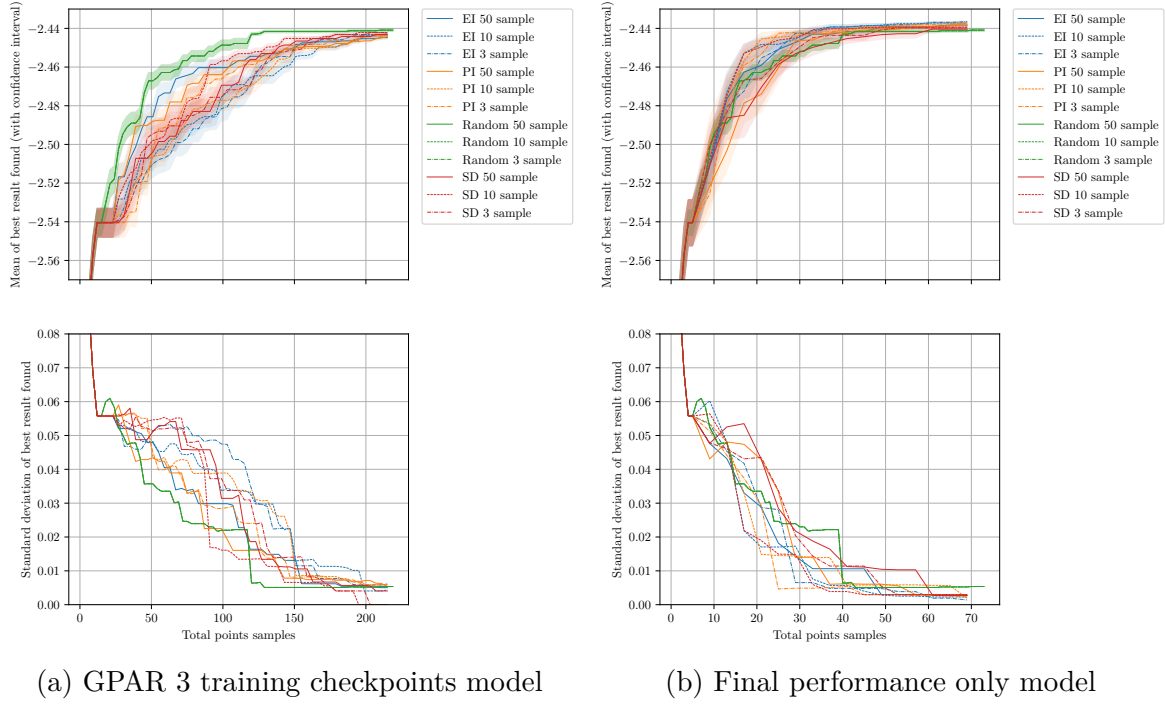 Mean of best result found (with confidence interval)
−2.44
−2.46
−2.48
−2.50
−2.52
−2.54
−2.56
EI 50 sample
EI 10 sample
EI 3 sample
PI 50 sample
PI 10 sample
PI 3 sample
Random 50 sample
Random 10 sample
Random 3 sample
SD 50 sample
SD 10 sample
SD 3 sample
Standard deviation of best result found
0.08
0.07
0.06
0.05
0.04
0.03
0.02
0.01
0.00
0 50 100 150 200
Total points samples
(a) GPAR 3 training checkpoints model
Mean of best result found (with confidence interval)
−2.44
−2.46
−2.48
−2.50
−2.52
−2.54
−2.56
EI 50 sample
EI 10 sample
EI 3 sample
PI 50 sample
PI 10 sample
PI 3 sample
Random 50 sample
Random 10 sample
Random 3 sample
SD 50 sample
SD 10 sample
SD 3 sample
Standard deviation of best result found
0.08
0.07
0.06
0.05
0.04
0.03
0.02
0.01
0.00
0 10 20 30 40 50 60 70
Total points samples
(b) Final performance only model